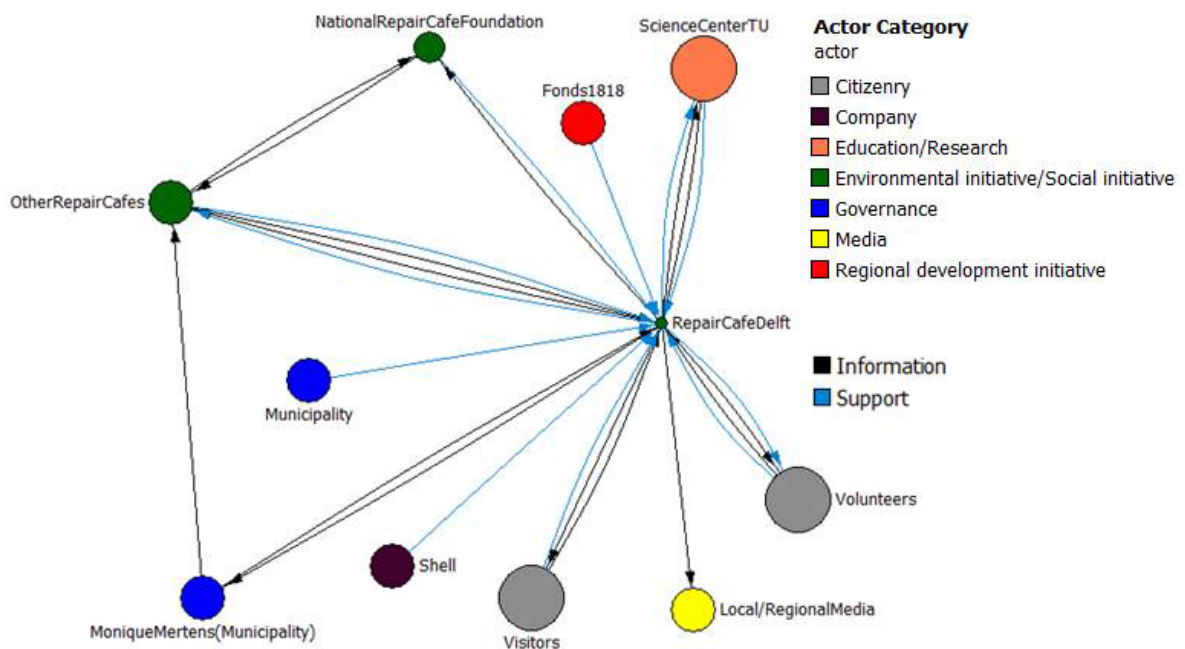 NationalRepairCafeFoundation
ScienceCenterTU
Fonds1818
OtherRepairCafes
RepairCafeDelft
Municipality
Shell
Volunteers
MoniqueMertens(Municipality)
Visitors
Local/RegionalMedia
Actor Category
actor
Citizenry
Company
Education/Research
Environmental initiative/Social initiative
Governance
Media
Regional development initiative
Information
Support